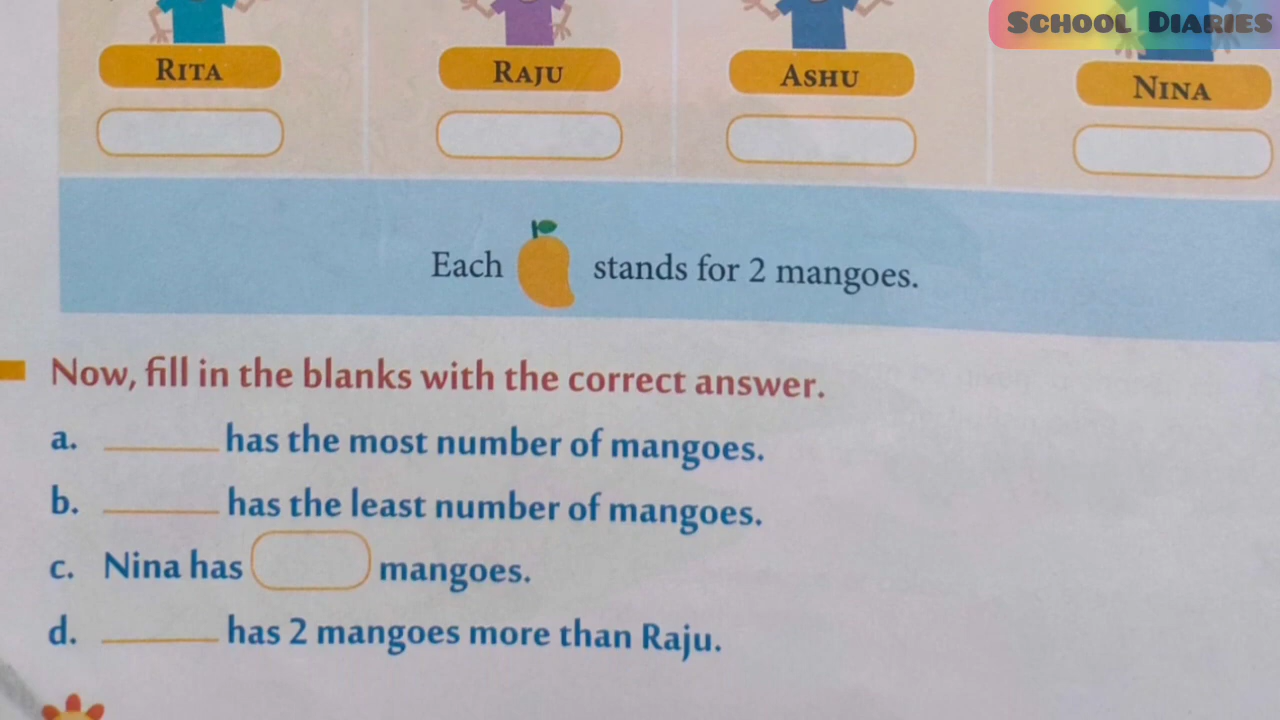 School Diaries
Rita Raju Ashu Nina
Each stands for 2 mangoes.
Now, fill in the blanks with the correct answer.
a. ______ has the most number of mangoes.
b. ______ has the least number of mangoes.
c. Nina has mangoes.
d. ______ has 2 mangoes more than Raju.